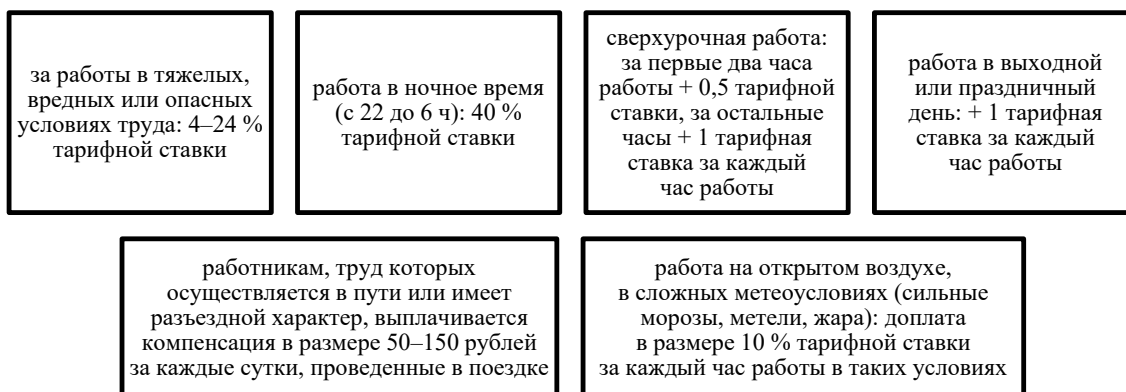 за работы в тяжелых,
вредных или опасных
условиях труда: 4–24 %
тарифной ставки
работа в ночное время
(с 22 до 6 ч): 40 %
тарифной ставки
сверхурочная работа:
за первые два часа
работы + 0,5 тарифной
ставки, за остальные
часы + 1 тарифная
ставка за каждый
час работы
работа в выходной
или праздничный
день: + 1 тарифная
ставка за каждый
час работы
работникам, труд которых
осуществляется в пути или имеет
разъездной характер, выплачивается
компенсация в размере 50–150 рублей
за каждые сутки, проведенные в поездке
работа на открытом воздухе,
в сложных метеоусловиях (сильные
морозы, метели, жара): доплата
в размере 10 % тарифной ставки
за каждый час работы в таких условиях